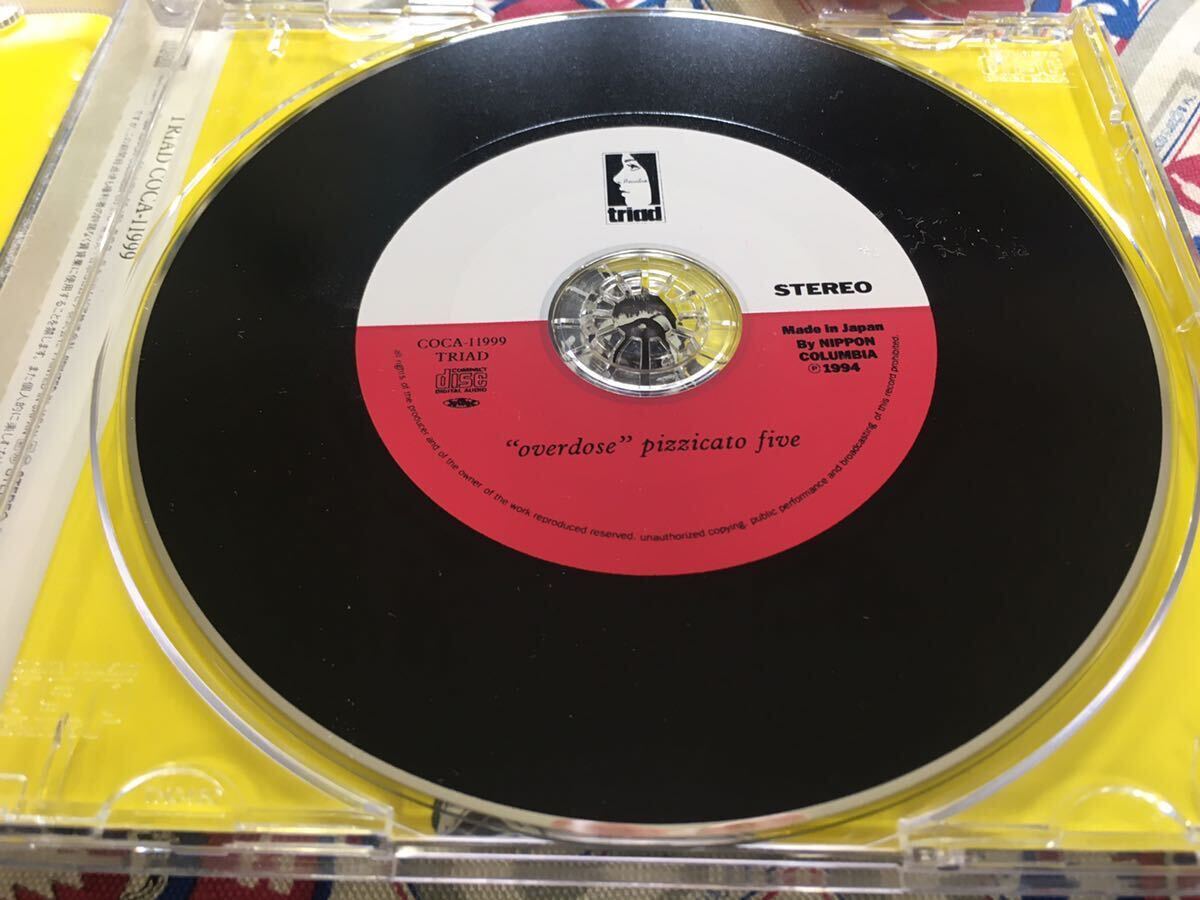 triad
STEREO
COCA-11999
TRIAD
COMPACT
disc
DIGITAL AUDIO
Made in Japan
By NIPPON
COLUMBIA
Ⓟ 1994
"overdose" pizzicato five
all rights of the producer and of the owner of the work reproduced reserved. unauthorized copying, public performance and broadcasting of this record prohibited.
TRIAD COCA-11999